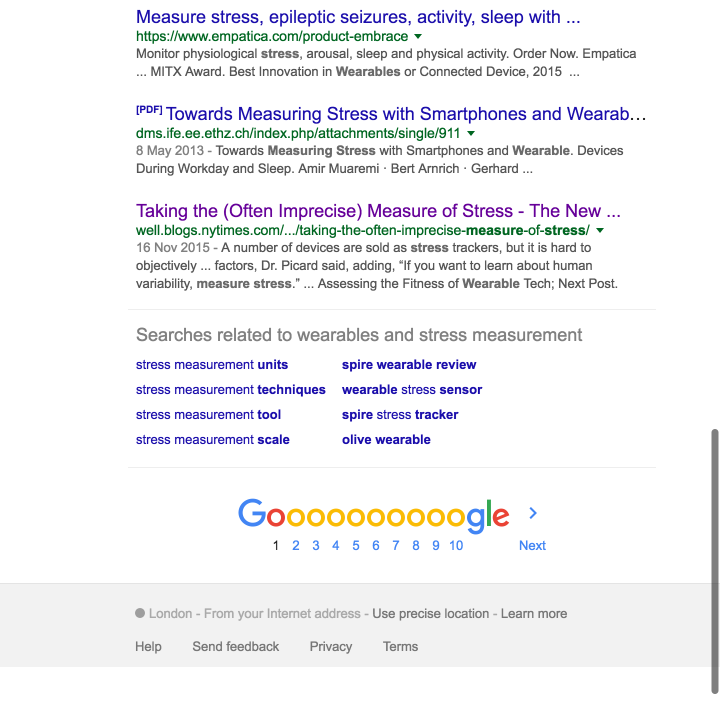 Measure stress, epileptic seizures, activity, sleep with ...
https://www.empatica.com/product-embrace
Monitor physiological stress, arousal, sleep and physical activity. Order Now. Empatica
... MITX Award. Best Innovation in Wearables or Connected Device, 2015 ...
[PDF] Towards Measuring Stress with Smartphones and Wearab...
dms.ife.ee.ethz.ch/index.php/attachments/single/911
8 May 2013 - Towards Measuring Stress with Smartphones and Wearable. Devices
During Workday and Sleep. Amir Muaremi · Bert Arnrich · Gerhard ...
Taking the (Often Imprecise) Measure of Stress - The New ...
well.blogs.nytimes.com/.../taking-the-often-imprecise-measure-of-stress/
16 Nov 2015 - A number of devices are sold as stress trackers, but it is hard to
objectively ... factors, Dr. Picard said, adding, “If you want to learn about human
variability, measure stress.” ... Assessing the Fitness of Wearable Tech; Next Post.
Searches related to wearables and stress measurement
stress measurement units spire wearable review
stress measurement techniques wearable stress sensor
stress measurement tool spire stress tracker
stress measurement scale olive wearable
Goooooooooogle >
1 2 3 4 5 6 7 8 9 10 Next
London - From your Internet address - Use precise location - Learn more
Help Send feedback Privacy Terms